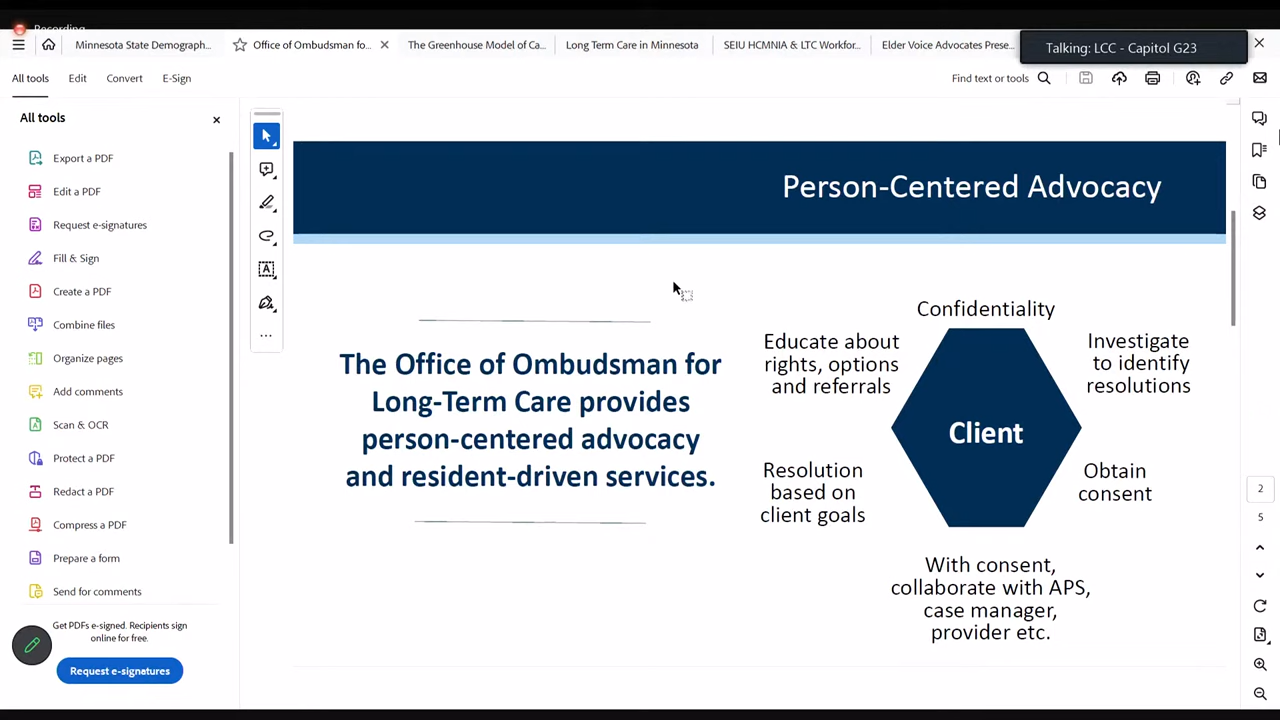 Recording
Minnesota State Demograph...
Office of Ombudsman fo...
The Greenhouse Model of Ca...
Long Term Care in Minnesota
SEIU HCMNIA & LTC Workfor...
Elder Voice Advocates Prese...
Talking: LCC - Capitol G23
All tools
Edit
Convert
E-Sign
Find text or tools
All tools
Export a PDF
Edit a PDF
Request e-signatures
Fill & Sign
Create a PDF
Combine files
Organize pages
Add comments
Scan & OCR
Protect a PDF
Redact a PDF
Compress a PDF
Prepare a form
Send for comments
Get PDFs e-signed. Recipients sign
online for free.
Request e-signatures
Person-Centered Advocacy
The Office of Ombudsman for
Long-Term Care provides
person-centered advocacy
and resident-driven services.
Confidentiality
Educate about
rights, options
and referrals
Investigate
to identify
resolutions
Client
Resolution
based on
client goals
Obtain
consent
With consent,
collaborate with APS,
case manager,
provider etc.
2
5